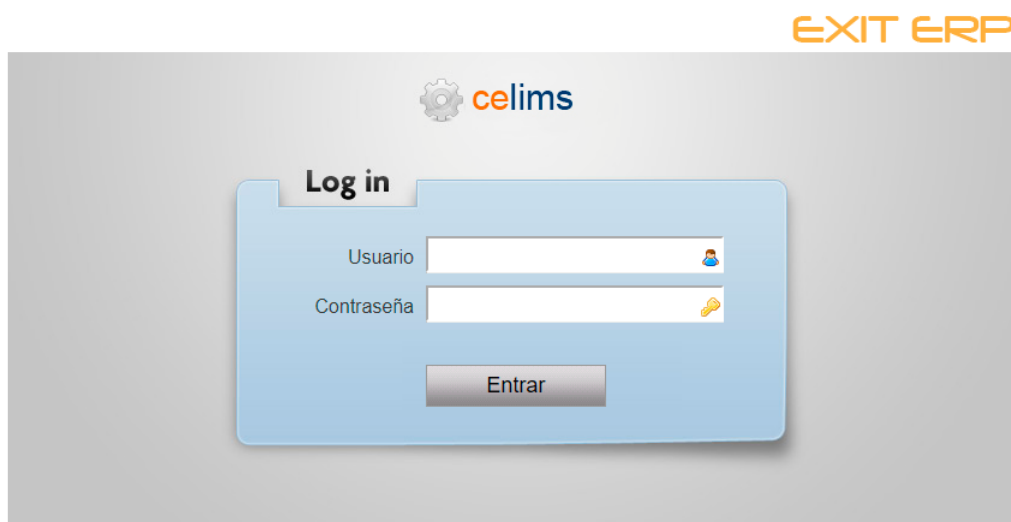 EXIT ERP
celims
Log in
Usuario
Contraseña
Entrar